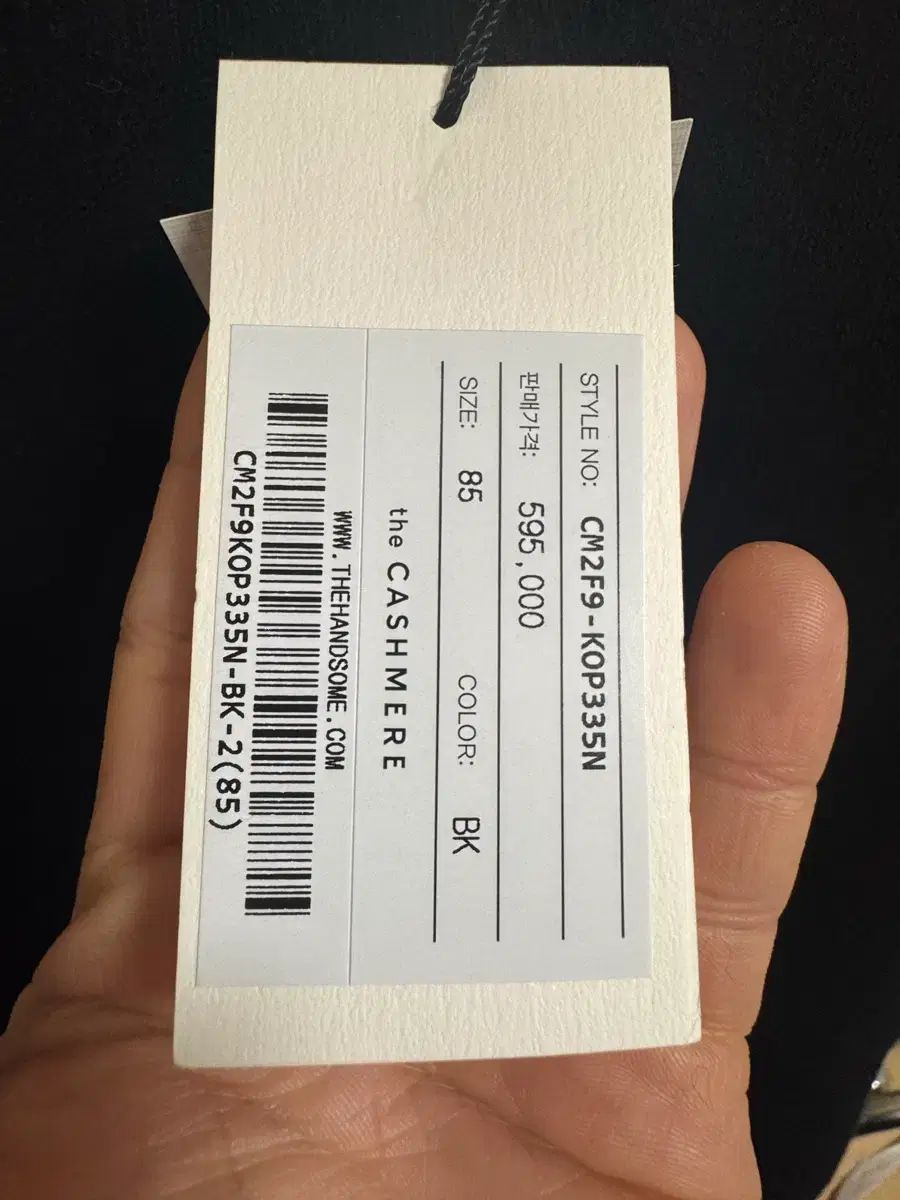 STYLE NO: CM2F9-KOP335N
판매가격: 595,000
SIZE: 85 COLOR: BK
the CASHMERE
WWW.THEHANDSOME.COM
CM2F9KOP335N-BK-2(85)